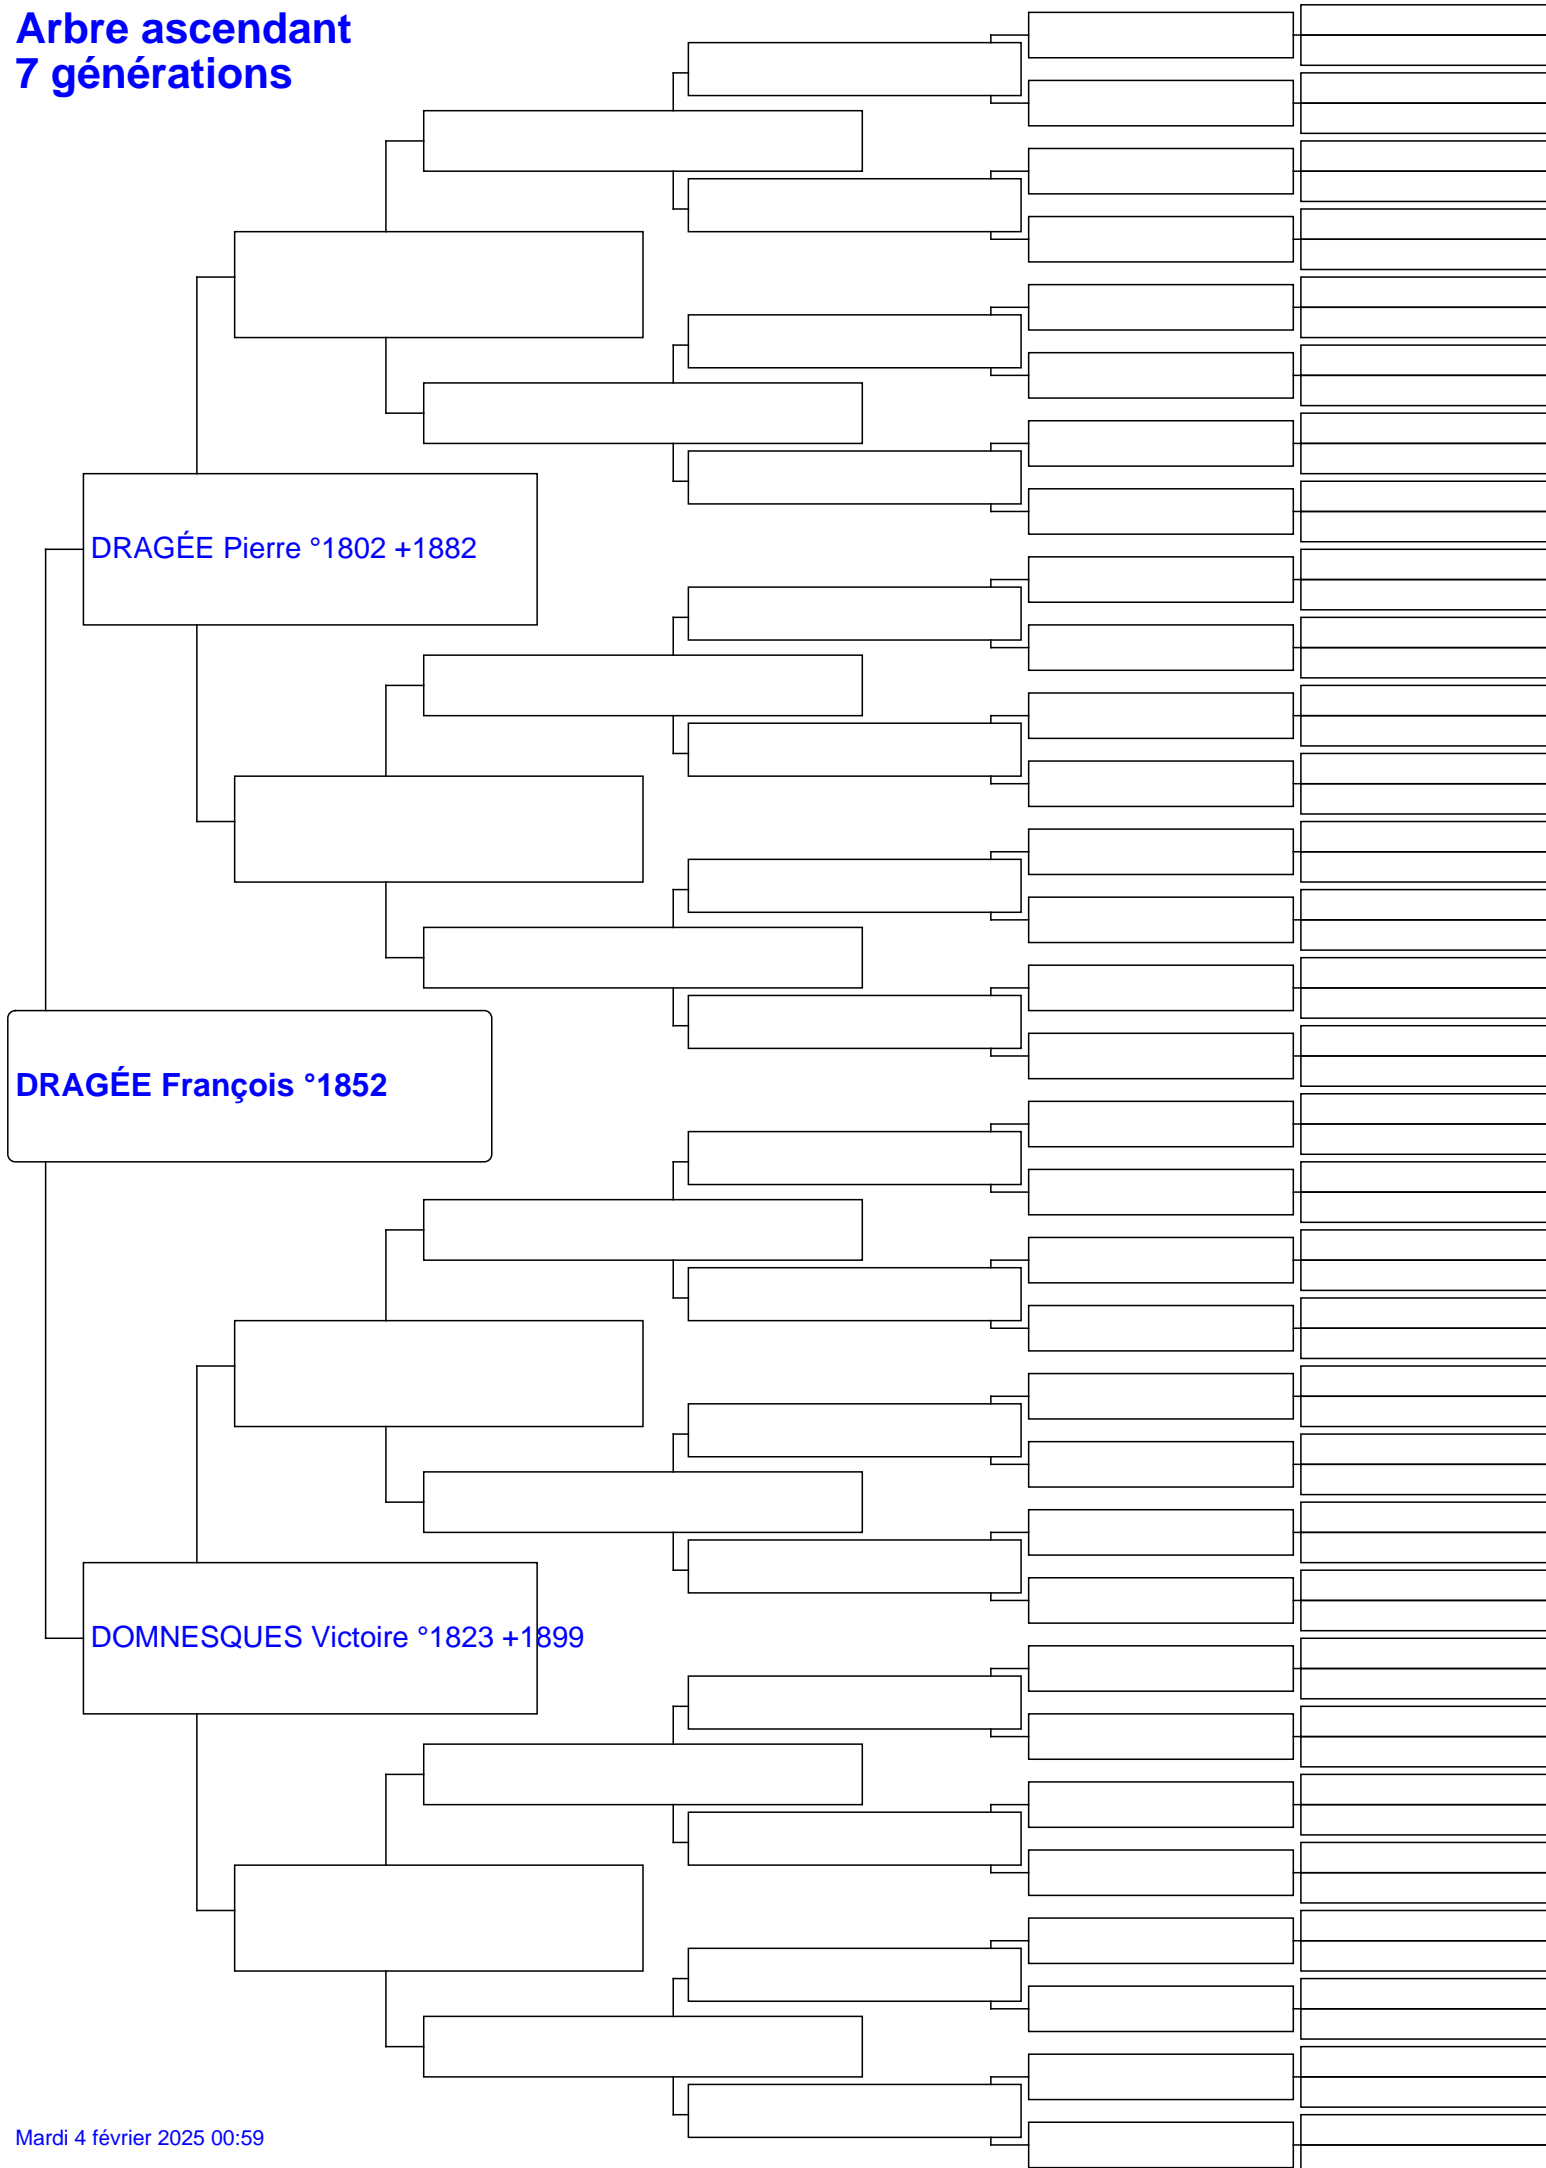 Arbre ascendant
7 générations
DRAGÉE Pierre °1802 +1882
DRAGÉE François °1852
DOMNESQUES Victoire °1823 +1899
Mardi 4 février 2025 00:59